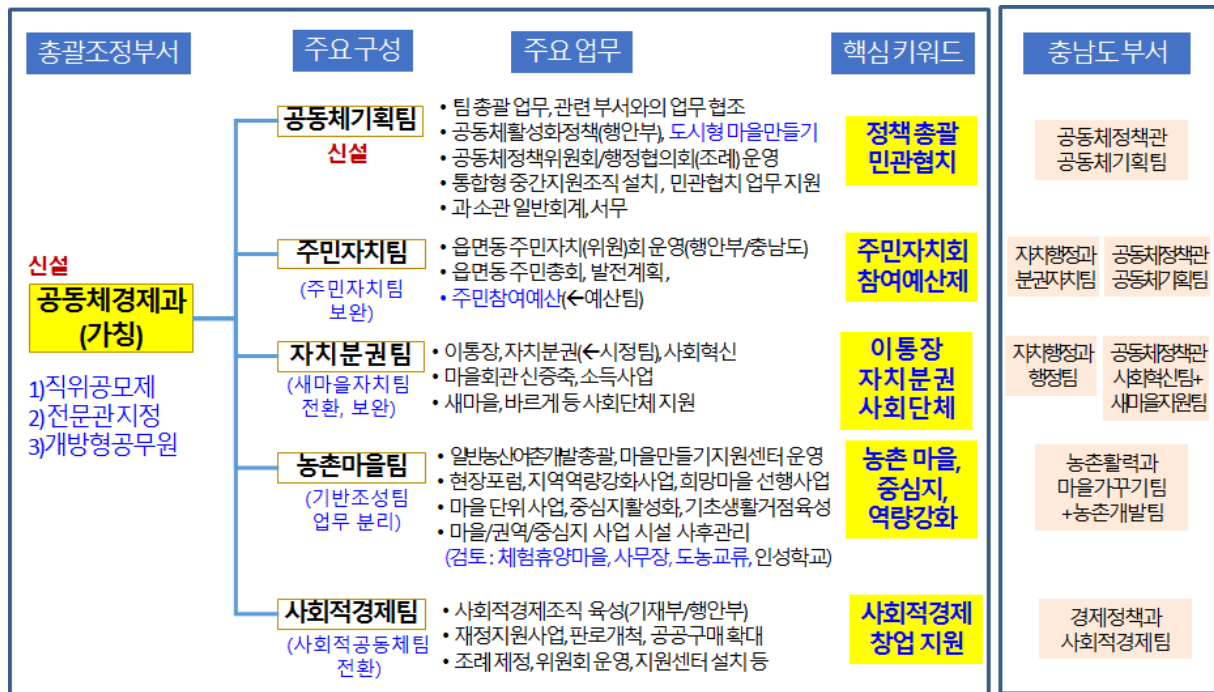 총괄조정부서
주요 구성
주요 업무
핵심 키워드
충남도 부서
신설
공동체경제과
(가칭)
1)직위공모제
2)전문관 지정
3)개방형공무원
공동체기획팀
신설
• 팀 총괄 업무, 관련 부서와의 업무 협조
• 공동체활성화정책(행안부), 도시형 마을만들기
• 공동체정책위원회/행정협의회(조례) 운영
• 통합형 중간지원조직 설치, 민관협치 업무 지원
• 과 소관 일반회계, 서무
정책 총괄
민관협치
공동체정책관
공동체기획팀
주민자치팀
(주민자치팀
보완)
• 읍면동 주민자치(위원)회 운영(행안부/충남도)
• 읍면동 주민총회, 발전계획,
• 주민참여예산(←예산팀)
주민자치회
참여예산제
자치행정과
분권자치팀
공동체정책관
공동체기획팀
자치분권팀
(새마을자치팀
전환, 보완)
• 이통장, 자치분권(←시정팀), 사회혁신
• 마을회관 신증축, 소득사업
• 새마을, 바르게 등 사회단체 지원
이통장
자치분권
사회단체
자치행정과
행정팀
공동체정책관
사회혁신팀+
새마을지원팀
농촌마을팀
(기반조성팀
업무 분리)
• 일반농산어촌개발총괄, 마을만들기지원센터 운영
• 현장포럼, 지역역량강화사업, 희망마을 선행사업
• 마을 단위 사업, 중심지활성화, 기초생활거점육성
• 마을/권역/중심지 사업 시설 사후관리
(검토 : 체험휴양마을, 사무장, 도농교류, 인성학교)
농촌 마을,
중심지,
역량강화
농촌활력과
마을가꾸기팀
+농촌개발팀
사회적경제팀
(사회적공동체팀
전환)
• 사회적경제조직 육성(기재부/행안부)
• 재정지원사업, 판로개척, 공공구매 확대
• 조례 제정, 위원회 운영, 지원센터 설치 등
사회적경제
창업 지원
경제정책과
사회적경제팀